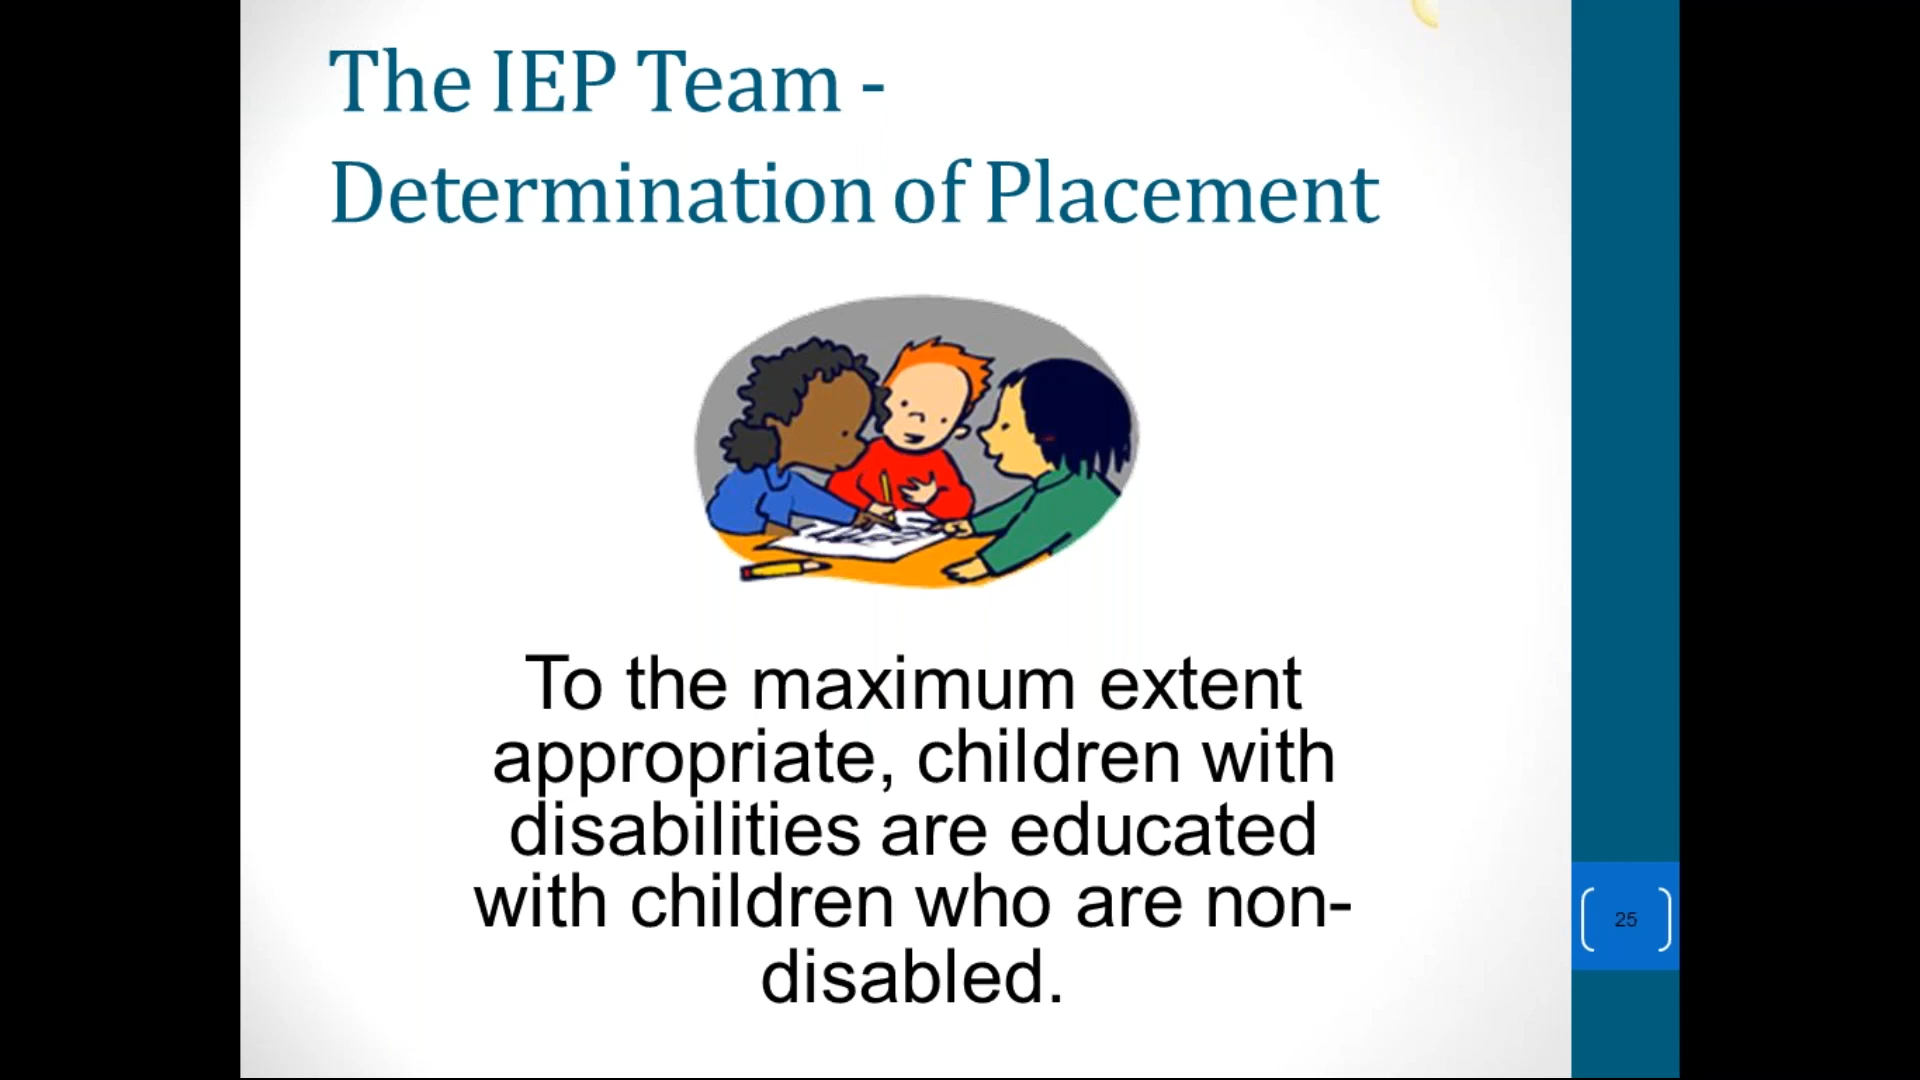 The IEP Team -
Determination of Placement
To the maximum extent
appropriate, children with
disabilities are educated
with children who are non-
disabled.
25